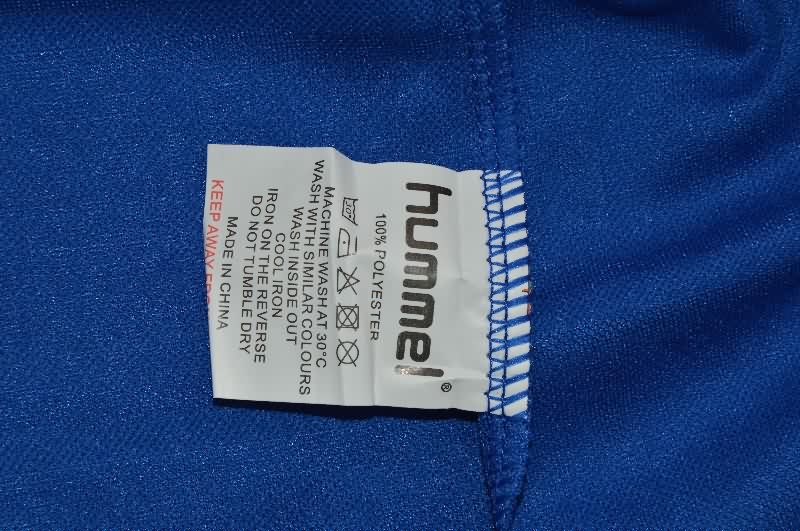 hummel®
100% POLYESTER
30°
MACHINE WASH AT 30°C
WASH WITH SIMILAR COLOURS
WASH INSIDE OUT
COOL IRON
IRON ON THE REVERSE
DO NOT TUMBLE DRY
MADE IN CHINA
KEEP AWAY